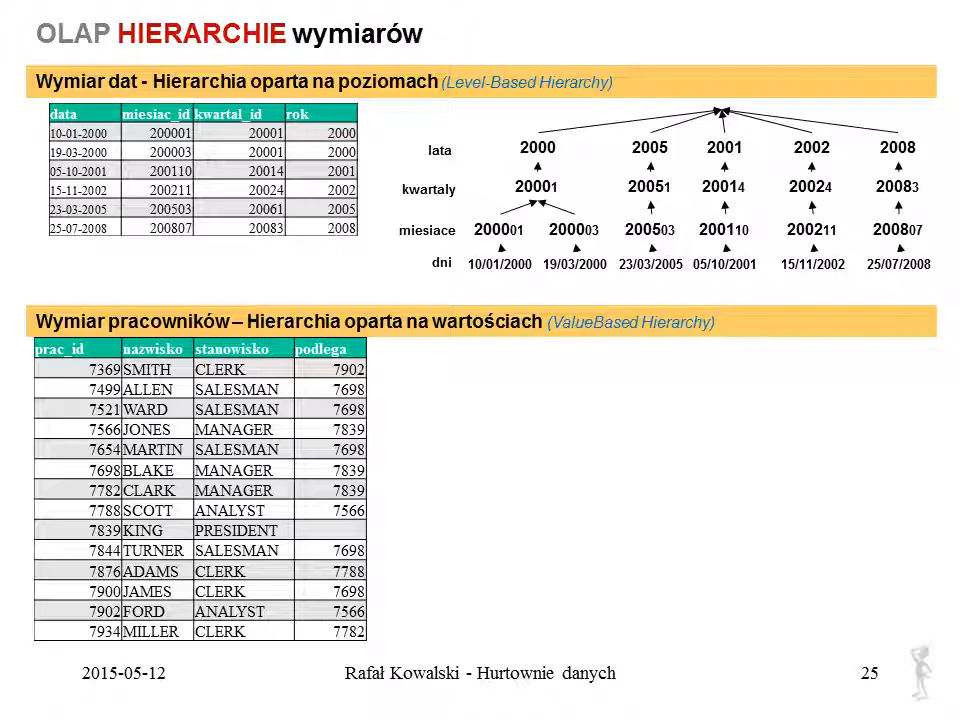 OLAP HIERARCHIE wymiarów
Wymiar dat - Hierarchia oparta na poziomach (Level-Based Hierarchy)
data miesiac_id kwartal_id rok
10-01-2000 200001 20001 2000
19-03-2000 200003 20001 2000
05-10-2001 200110 20014 2001
15-11-2002 200211 20024 2002
23-03-2005 200503 20061 2005
25-07-2008 200807 20083 2008
lata 2000 2005 2001 2002 2008
kwartaly 20001 20051 20014 20024 20083
miesiace 200001 200003 200503 200110 200211 200807
dni 10/01/2000 19/03/2000 23/03/2005 05/10/2001 15/11/2002 25/07/2008
Wymiar pracowników – Hierarchia oparta na wartościach (ValueBased Hierarchy)
prac_id nazwisko stanowisko podlega
7369 SMITH CLERK 7902
7499 ALLEN SALESMAN 7698
7521 WARD SALESMAN 7698
7566 JONES MANAGER 7839
7654 MARTIN SALESMAN 7698
7698 BLAKE MANAGER 7839
7782 CLARK MANAGER 7839
7788 SCOTT ANALYST 7566
7839 KING PRESIDENT
7844 TURNER SALESMAN 7698
7876 ADAMS CLERK 7788
7900 JAMES CLERK 7698
7902 FORD ANALYST 7566
7934 MILLER CLERK 7782
2015-05-12 Rafał Kowalski - Hurtownie danych 25